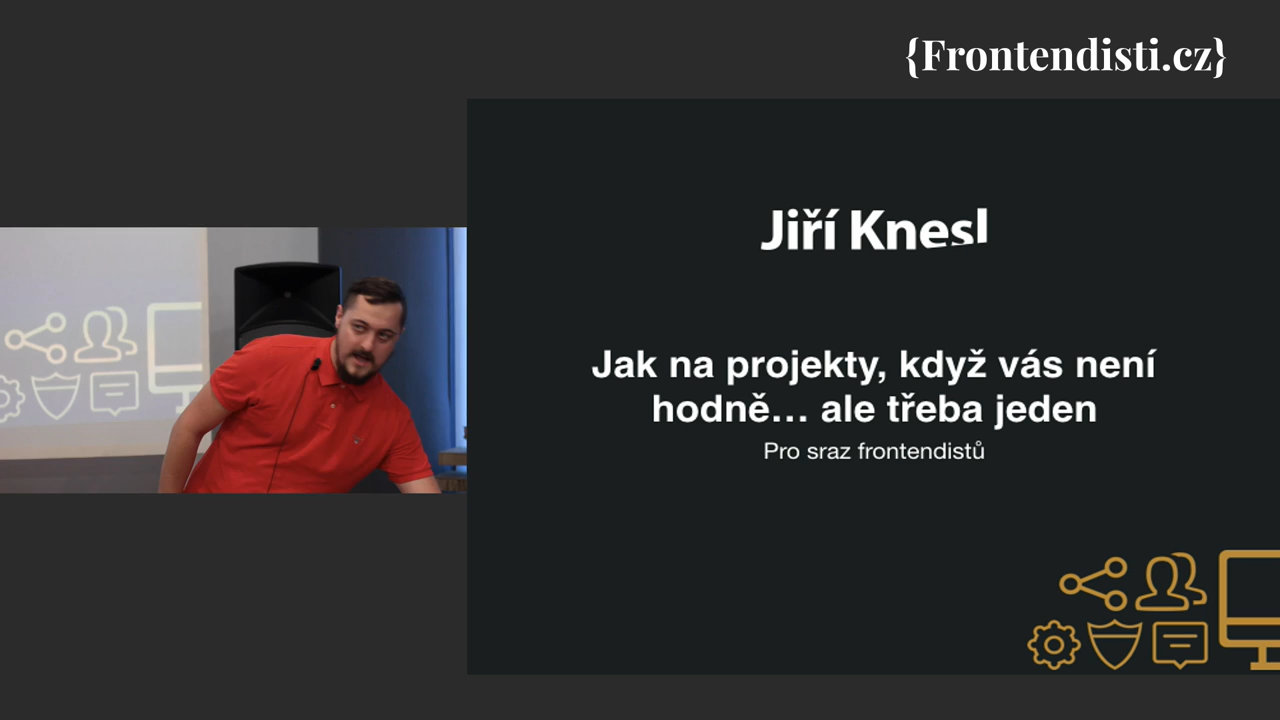 {Frontendisti.cz}
Jiří Knesl
Jak na projekty, když vás není
hodně… ale třeba jeden
Pro sraz frontendistů